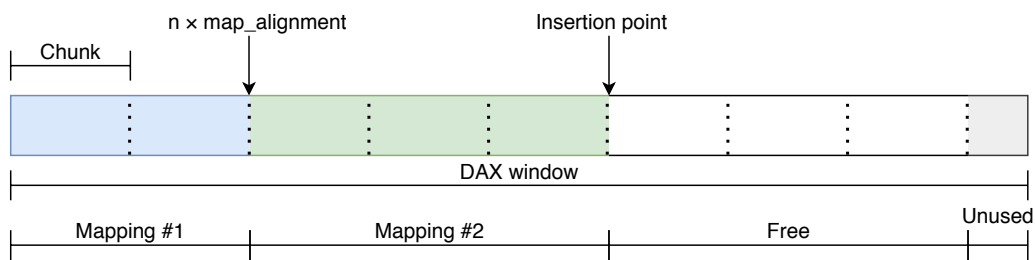 n × map_alignment
Insertion point
Chunk
DAX window
Mapping #1
Mapping #2
Free
Unused